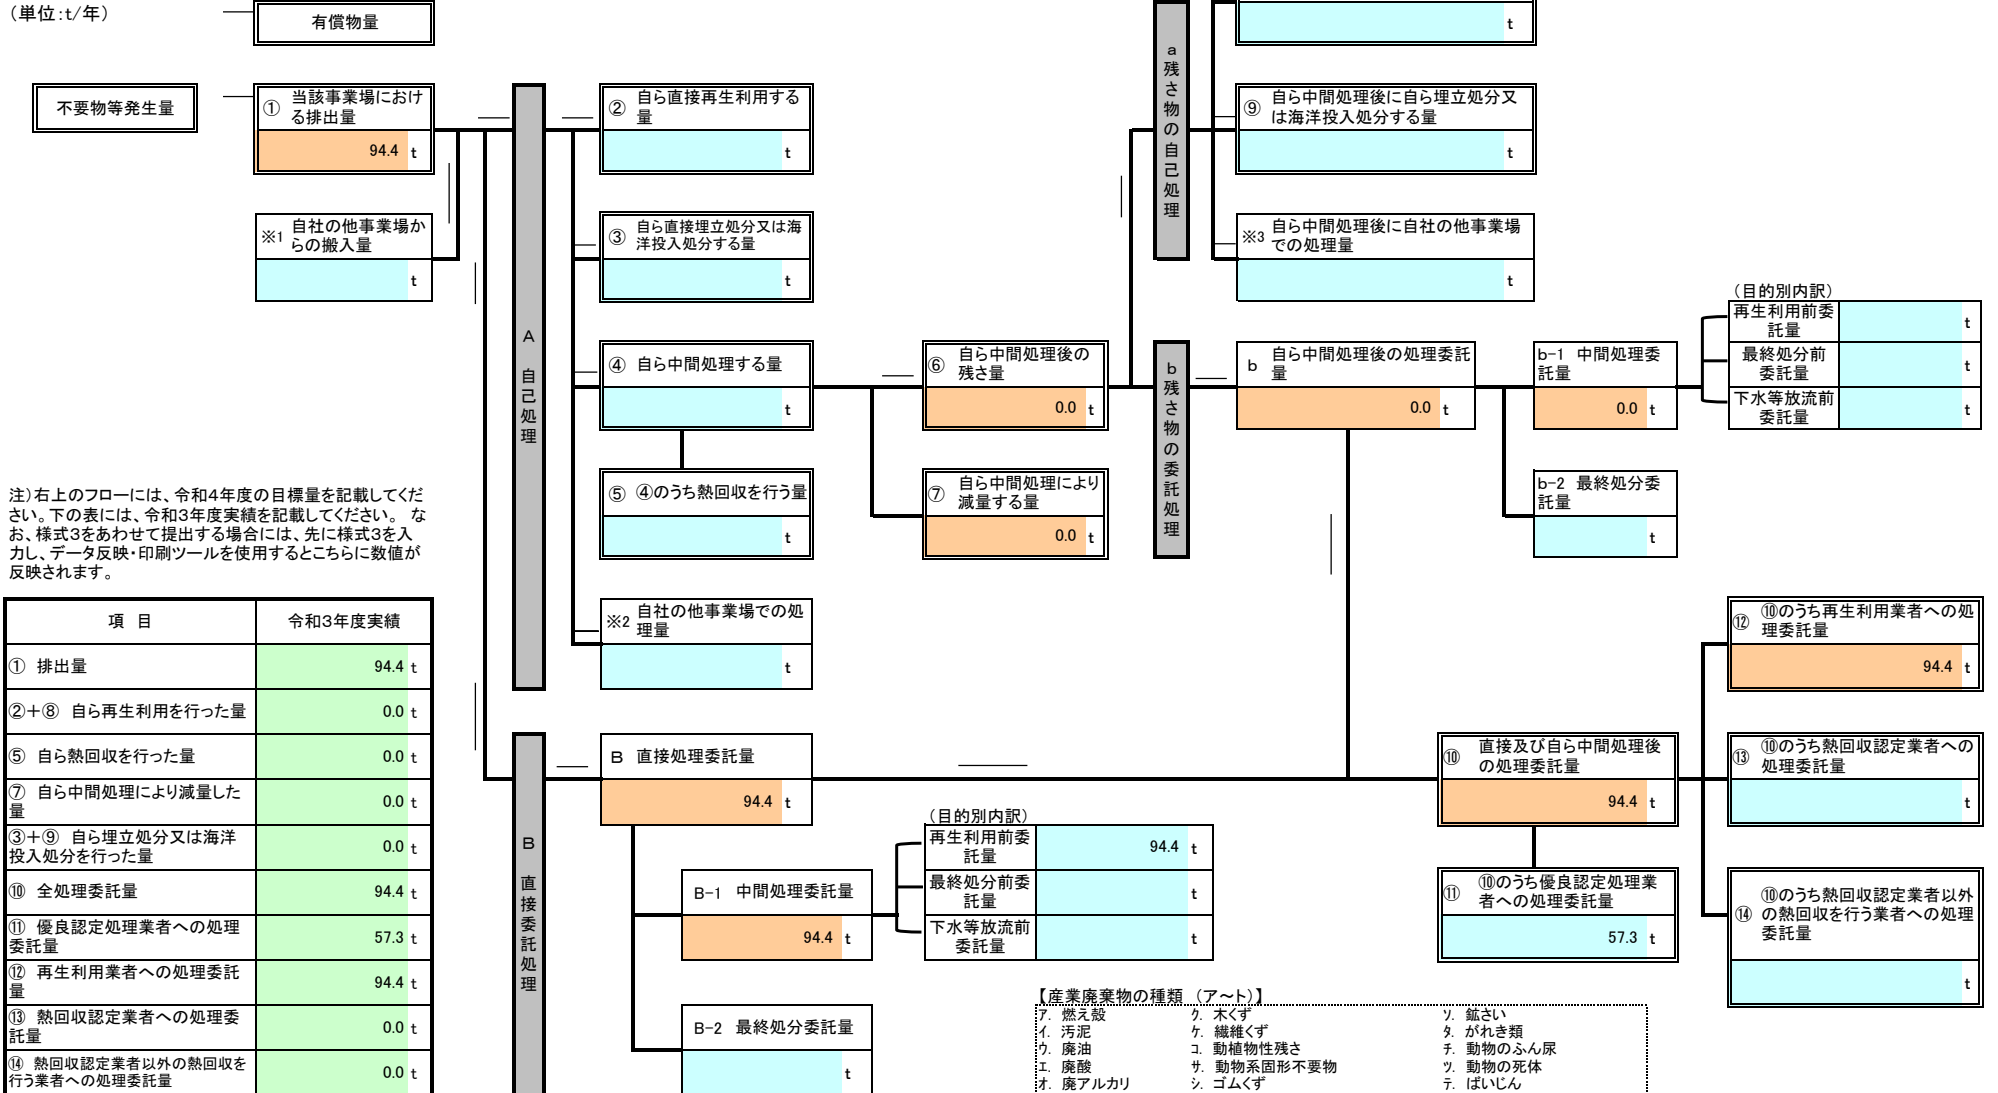 （単位：t/年）
有償物量
t
不要物等発生量
① 当該事業場におけ
る排出量
94.4 t
※1 自社の他事業場か
らの搬入量
t
A 自己処理
② 自ら直接再生利用する
量
t
③ 自ら直接埋立処分又は海
洋投入処分する量
t
④ 自ら中間処理する量
t
⑤ ④のうち熱回収を行う量
t
※2 自社の他事業場での処
理量
t
⑥ 自ら中間処理後の
残さ量
0.0 t
⑦ 自ら中間処理により
減量する量
0.0 t
a 残さ物の自己処理
⑨ 自ら中間処理後に自ら埋立処分又
は海洋投入処分する量
t
※3 自ら中間処理後に自社の他事業場
での処理量
t
b 残さ物の委託処理
b 自ら中間処理後の処理委託
量
0.0 t
b-1 中間処理委
託量
0.0 t
b-2 最終処分委
託量
t
（目的別内訳）
再生利用前委
託量
t
最終処分前
委託量
t
下水等放流前
委託量
t
注）右上のフローには、令和4年度の目標量を記載してくだ
さい。下の表には、令和3年度実績を記載してください。 な
お、様式3をあわせて提出する場合には、先に様式3を入
力し、データ反映・印刷ツールを使用するとこちらに数値が
反映されます。
項 目 令和3年度実績
① 排出量 94.4 t
②＋⑧ 自ら再生利用を行った量 0.0 t
⑤ 自ら熱回収を行った量 0.0 t
⑦ 自ら中間処理により減量した
量 0.0 t
③＋⑨ 自ら埋立処分又は海洋
投入処分を行った量 0.0 t
⑩ 全処理委託量 94.4 t
⑪ 優良認定処理業者への処理
委託量 57.3 t
⑫ 再生利用業者への処理委託
量 94.4 t
⑬ 熱回収認定業者への処理委
託量 0.0 t
⑭ 熱回収認定業者以外の熱回収を
行う業者への処理委託量 0.0 t
B 直接委託処理
B 直接処理委託量
94.4 t
B-1 中間処理委託量
94.4 t
B-2 最終処分委託量
t
（目的別内訳）
再生利用前委
託量
94.4 t
最終処分前委
託量
t
下水等放流前
委託量
t
⑩ 直接及び自ら中間処理後
の処理委託量
94.4 t
⑪ ⑩のうち優良認定処理業
者への処理委託量
57.3 t
⑫ ⑩のうち再生利用業者への処
理委託量
94.4 t
⑬ ⑩のうち熱回収認定業者への
処理委託量
t
⑭ ⑩のうち熱回収認定業者以外
の熱回収を行う業者への処理
委託量
t
【産業廃棄物の種類 （ア～ト）】
ア. 燃え殻 ク. 木くず ソ. 鉱さい
イ. 汚泥 ケ. 繊維くず タ. がれき類
ウ. 廃油 コ. 動植物性残さ チ. 動物のふん尿
エ. 廃酸 サ. 動物系固形不要物 ツ. 動物の死体
オ. 廃アルカリ シ. ゴムくず テ. ばいじん